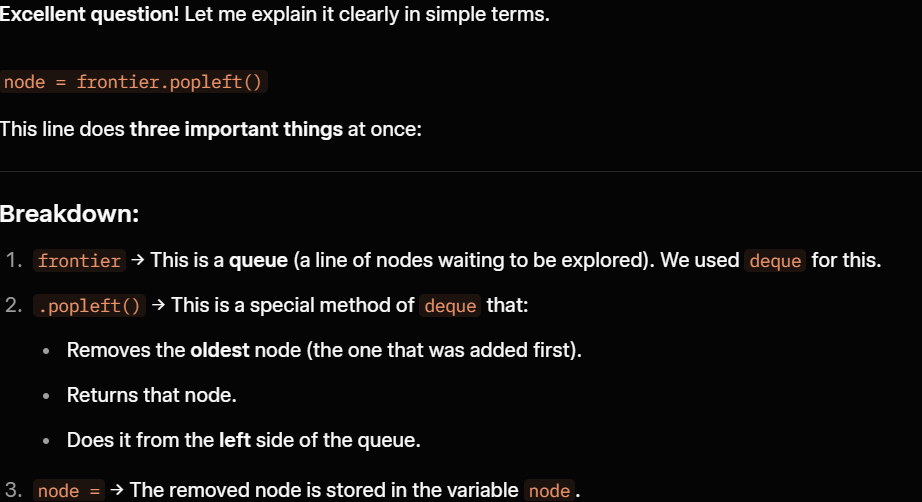 Excellent question! Let me explain it clearly in simple terms.
node = frontier.popleft()
This line does three important things at once:
Breakdown:
1. frontier → This is a queue (a line of nodes waiting to be explored). We used deque for this.
2. .popleft() → This is a special method of deque that:
• Removes the oldest node (the one that was added first).
• Returns that node.
• Does it from the left side of the queue.
3. node = → The removed node is stored in the variable node.